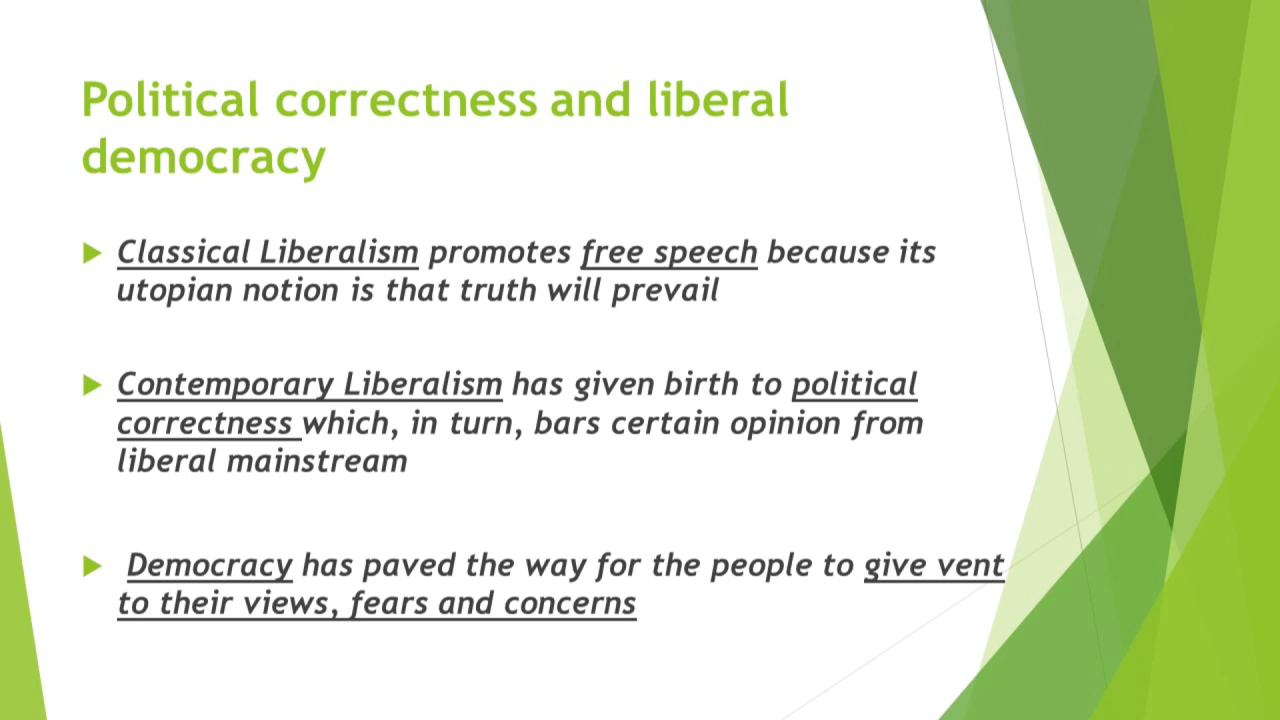 Political correctness and liberal
democracy
Classical Liberalism promotes free speech because its
utopian notion is that truth will prevail
Contemporary Liberalism has given birth to political
correctness which, in turn, bars certain opinion from
liberal mainstream
Democracy has paved the way for the people to give vent
to their views, fears and concerns